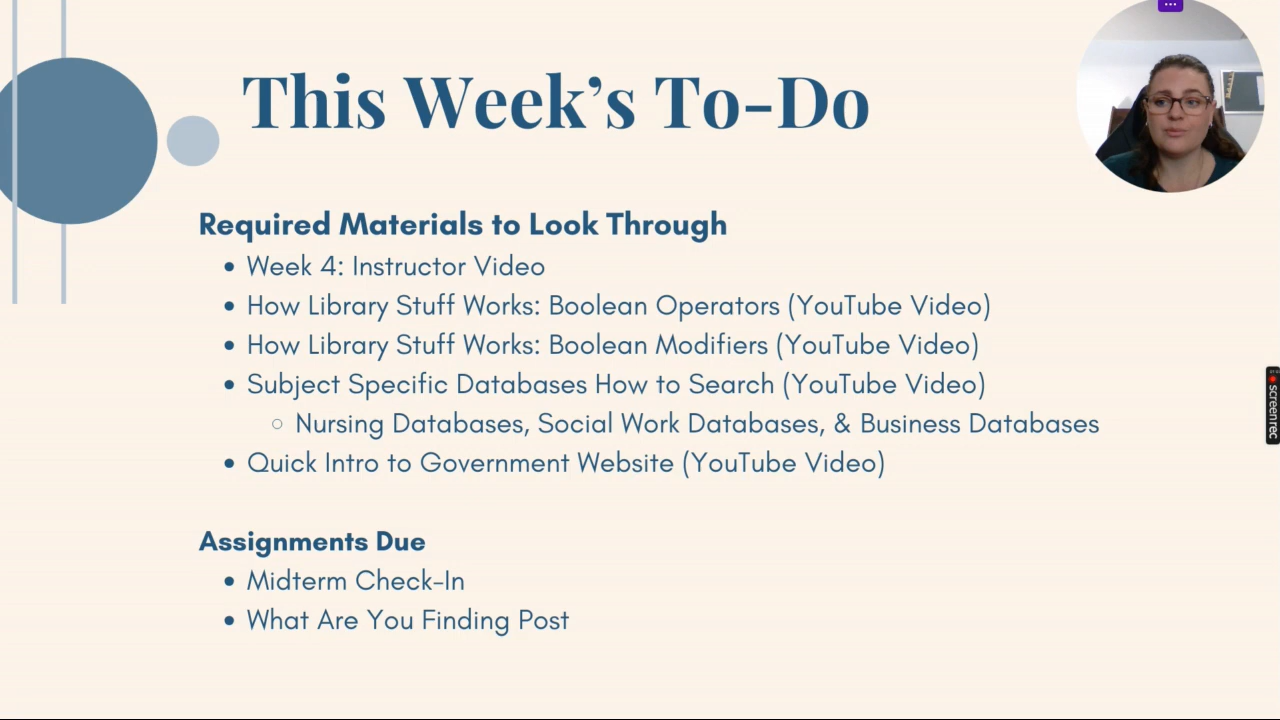 This Week's To-Do
Required Materials to Look Through
Week 4: Instructor Video
How Library Stuff Works: Boolean Operators (YouTube Video)
How Library Stuff Works: Boolean Modifiers (YouTube Video)
Subject Specific Databases How to Search (YouTube Video)
Nursing Databases, Social Work Databases, & Business Databases
Quick Intro to Government Website (YouTube Video)
Assignments Due
Midterm Check-In
What Are You Finding Post
screenrec